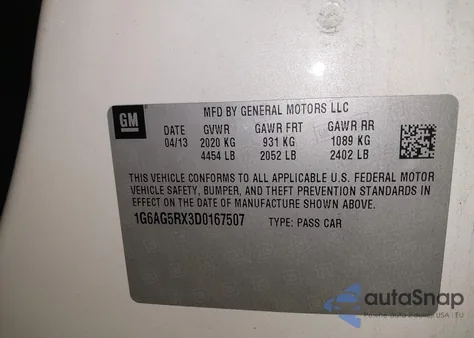 GM
MFD BY GENERAL MOTORS LLC
DATE GVWR GAWR FRT GAWR RR
04/13 2020 KG 931 KG 1089 KG
4454 LB 2052 LB 2402 LB
THIS VEHICLE CONFORMS TO ALL APPLICABLE U.S. FEDERAL MOTOR
VEHICLE SAFETY, BUMPER, AND THEFT PREVENTION STANDARDS IN
EFFECT ON THE DATE OF MANUFACTURE SHOWN ABOVE.
1G6AG5RX3D0167507 TYPE: PASS CAR
autoSnap